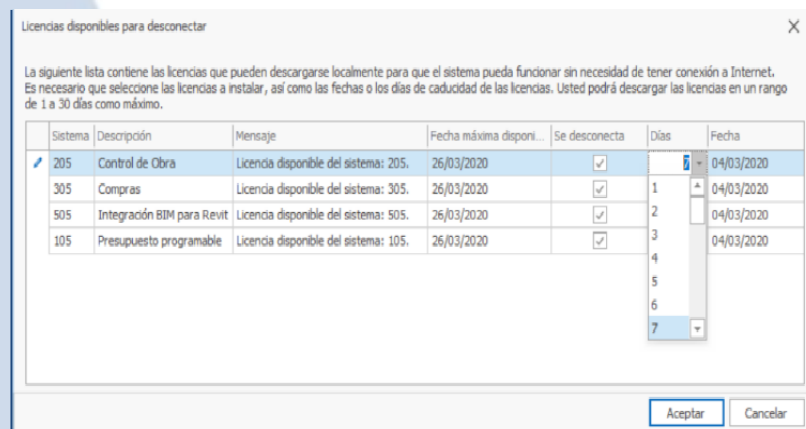 Licencias disponibles para desconectar
La siguiente lista contiene las licencias que pueden descargarse localmente para que el sistema pueda funcionar sin necesidad de tener conexión a Internet.
Es necesario que seleccione las licencias a instalar, así como las fechas o los días de caducidad de las licencias. Usted podrá descargar las licencias en un rango
de 1 a 30 días como máximo.
Sistema Descripción Mensaje Fecha máxima disponi... Se desconecta Días Fecha
205 Control de Obra Licencia disponible del sistema: 205. 26/03/2020 7 04/03/2020
305 Compras Licencia disponible del sistema: 305. 26/03/2020 1 04/03/2020
505 Integración BIM para Revit Licencia disponible del sistema: 505. 26/03/2020 2 04/03/2020
105 Presupuesto programable Licencia disponible del sistema: 105. 26/03/2020 3 04/03/2020
4
5
6
7
Aceptar Cancelar